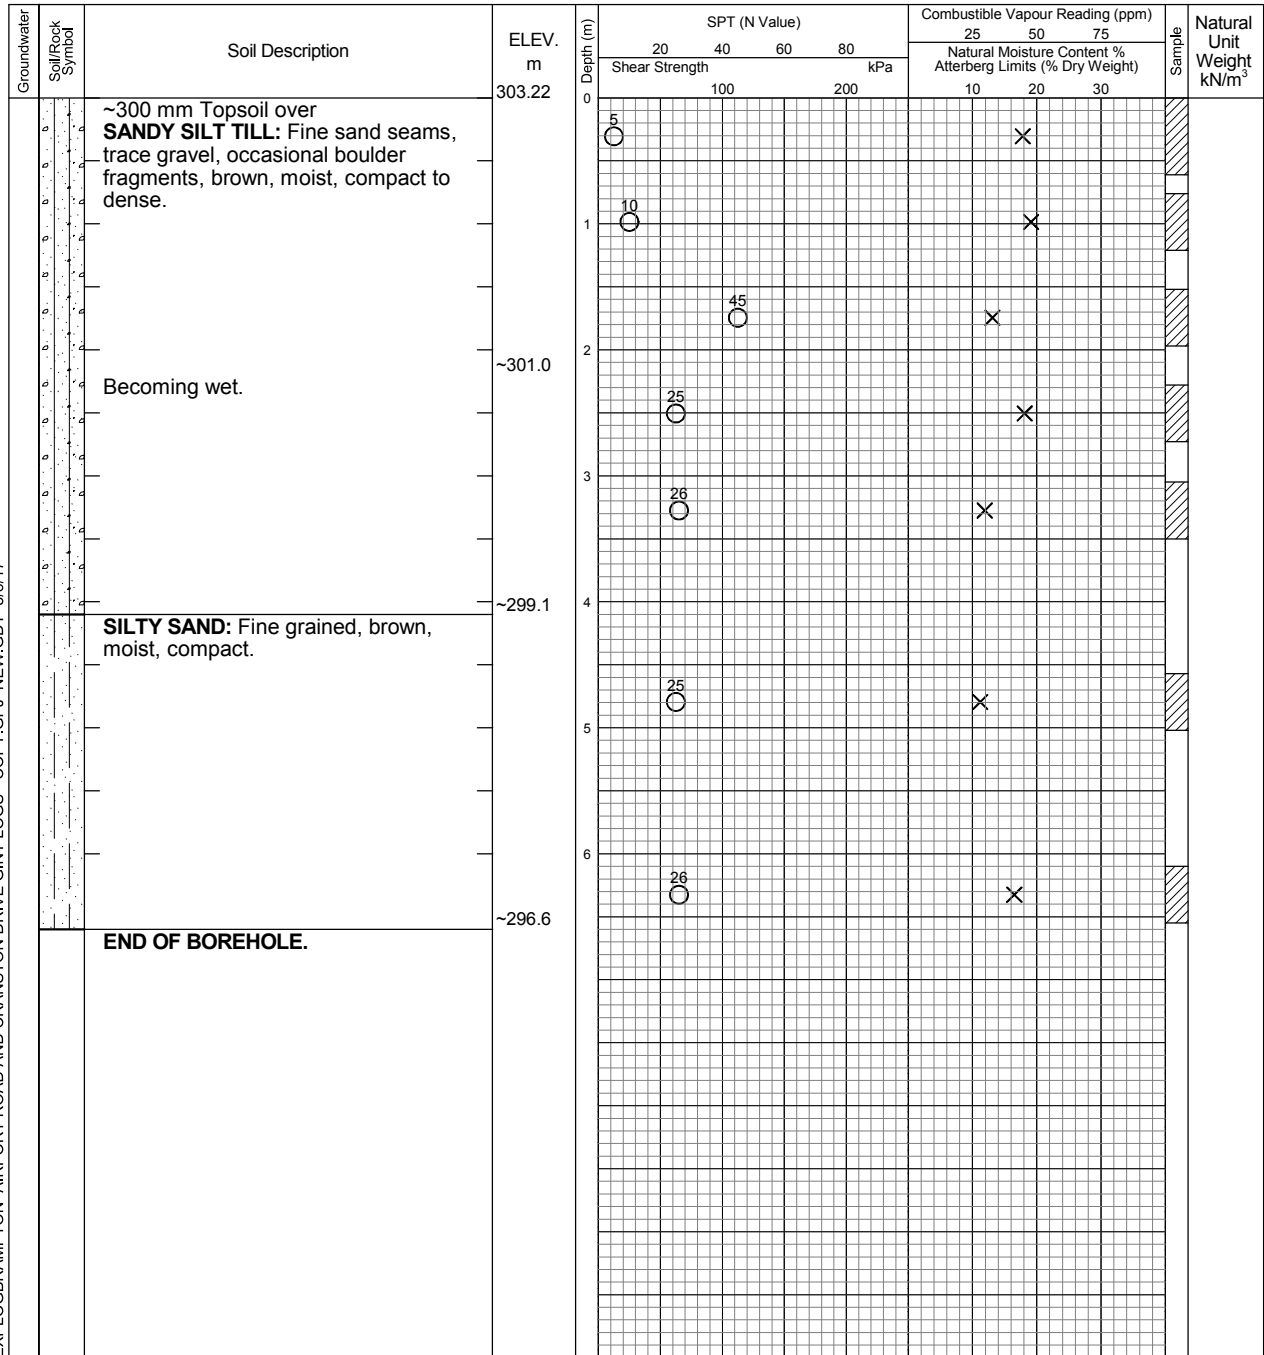 Groundwater
Soil/Rock
Symbol
Soil Description
ELEV.
m
303.22
Depth (m)
SPT (N Value)
20 40 60 80
Shear Strength kPa
100 200
Combustible Vapour Reading (ppm)
25 50 75
Natural Moisture Content %
Atterberg Limits (% Dry Weight)
10 20 30
Sample
Natural
Unit
Weight
kN/m³
0
~300 mm Topsoil over
SANDY SILT TILL: Fine sand seams,
trace gravel, occasional boulder
fragments, brown, moist, compact to
dense.
5
10
1
45
2
~301.0
Becoming wet.
25
3
26
~299.1
4
SILTY SAND: Fine grained, brown,
moist, compact.
25
5
6
26
~296.6
END OF BOREHOLE.